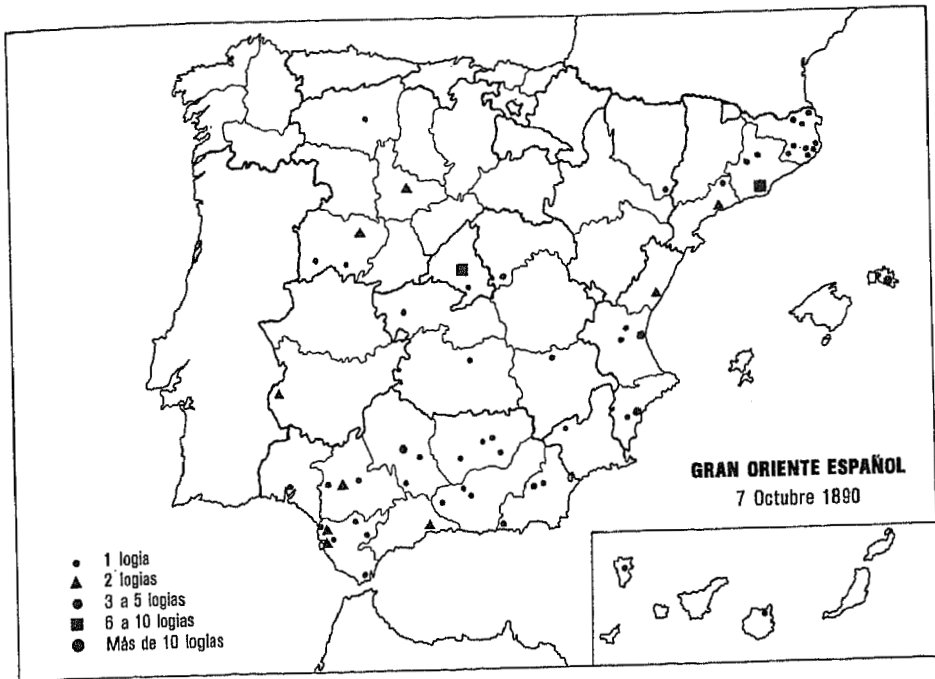 GRAN ORIENTE ESPAÑOL
7 Octubre 1890
1 logia
2 logias
3 a 5 logias
6 a 10 logias
Más de 10 logias